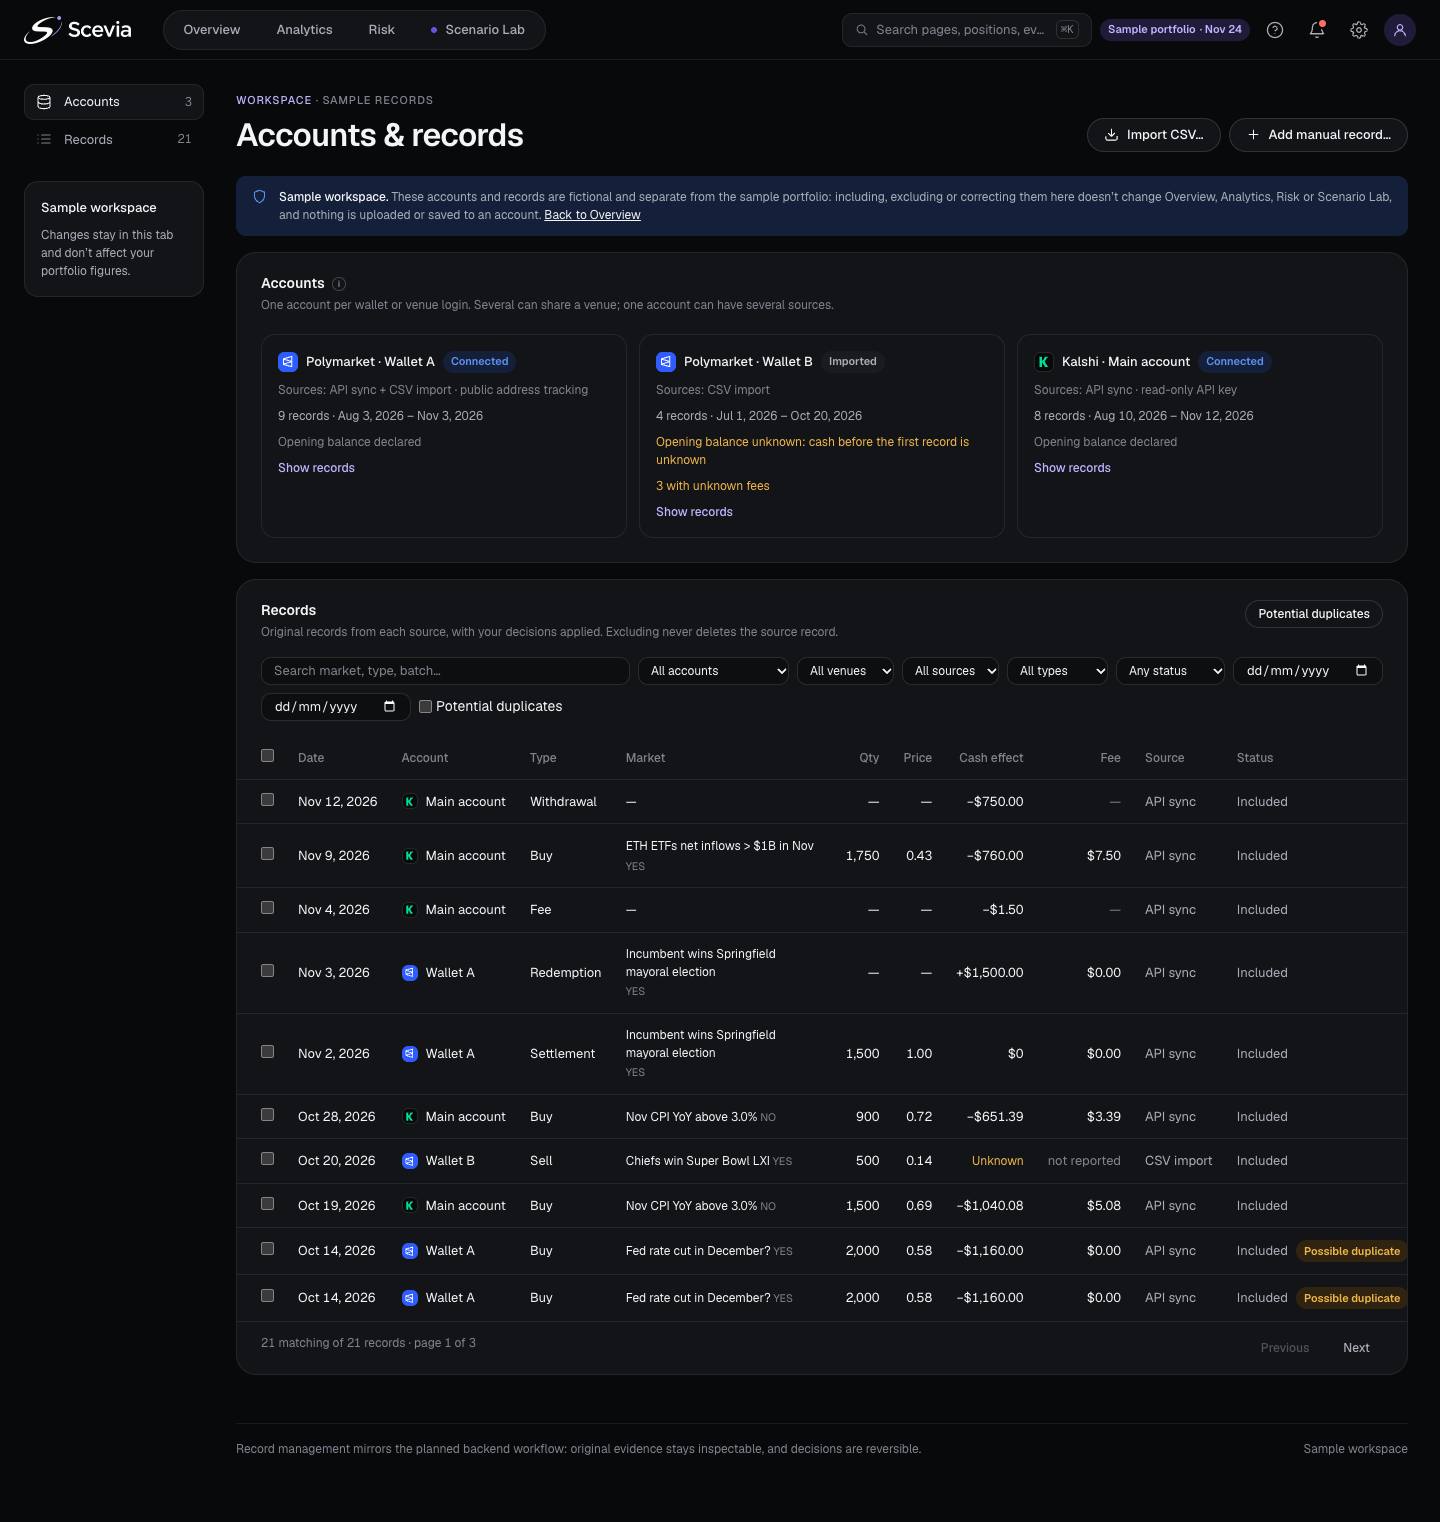 Scevia
Overview
Analytics
Risk
Scenario Lab
Search pages, positions, ev...
⌘K
Sample portfolio · Nov 24
Accounts 3
Records 21
Sample workspace
Changes stay in this tab
and don't affect your
portfolio figures.
WORKSPACE · SAMPLE RECORDS
Accounts & records
Import CSV...
Add manual record...
Sample workspace. These accounts and records are fictional and separate from the sample portfolio: including, excluding or correcting them here doesn't change Overview, Analytics, Risk or Scenario Lab,
and nothing is uploaded or saved to an account. Back to Overview
Accounts
One account per wallet or venue login. Several can share a venue; one account can have several sources.
Polymarket · Wallet A Connected
Sources: API sync + CSV import · public address tracking
9 records · Aug 3, 2026 – Nov 3, 2026
Opening balance declared
Show records
Polymarket · Wallet B Imported
Sources: CSV import
4 records · Jul 1, 2026 – Oct 20, 2026
Opening balance unknown: cash before the first record is
unknown
3 with unknown fees
Show records
Kalshi · Main account Connected
Sources: API sync · read-only API key
8 records · Aug 10, 2026 – Nov 12, 2026
Opening balance declared
Show records
Records
Original records from each source, with your decisions applied. Excluding never deletes the source record.
Potential duplicates
Search market, type, batch...
All accounts
All venues
All sources
All types
Any status
dd/mm/yyyy
dd/mm/yyyy
Potential duplicates
Date Account Type Market Qty Price Cash effect Fee Source Status
Nov 12, 2026 K Main account Withdrawal — — — −$750.00 — API sync Included
Nov 9, 2026 K Main account Buy ETH ETFs net inflows > $1B in Nov YES 1,750 0.43 −$760.00 $7.50 API sync Included
Nov 4, 2026 K Main account Fee — — — −$1.50 — API sync Included
Nov 3, 2026 Wallet A Redemption Incumbent wins Springfield mayoral election YES — — +$1,500.00 $0.00 API sync Included
Nov 2, 2026 Wallet A Settlement Incumbent wins Springfield mayoral election YES 1,500 1.00 $0 $0.00 API sync Included
Oct 28, 2026 K Main account Buy Nov CPI YoY above 3.0% NO 900 0.72 −$651.39 $3.39 API sync Included
Oct 20, 2026 Wallet B Sell Chiefs win Super Bowl LXI YES 500 0.14 Unknown not reported CSV import Included
Oct 19, 2026 K Main account Buy Nov CPI YoY above 3.0% NO 1,500 0.69 −$1,040.08 $5.08 API sync Included
Oct 14, 2026 Wallet A Buy Fed rate cut in December? YES 2,000 0.58 −$1,160.00 $0.00 API sync Included Possible duplicate
Oct 14, 2026 Wallet A Buy Fed rate cut in December? YES 2,000 0.58 −$1,160.00 $0.00 API sync Included Possible duplicate
21 matching of 21 records · page 1 of 3
Previous
Next
Record management mirrors the planned backend workflow: original evidence stays inspectable, and decisions are reversible.
Sample workspace